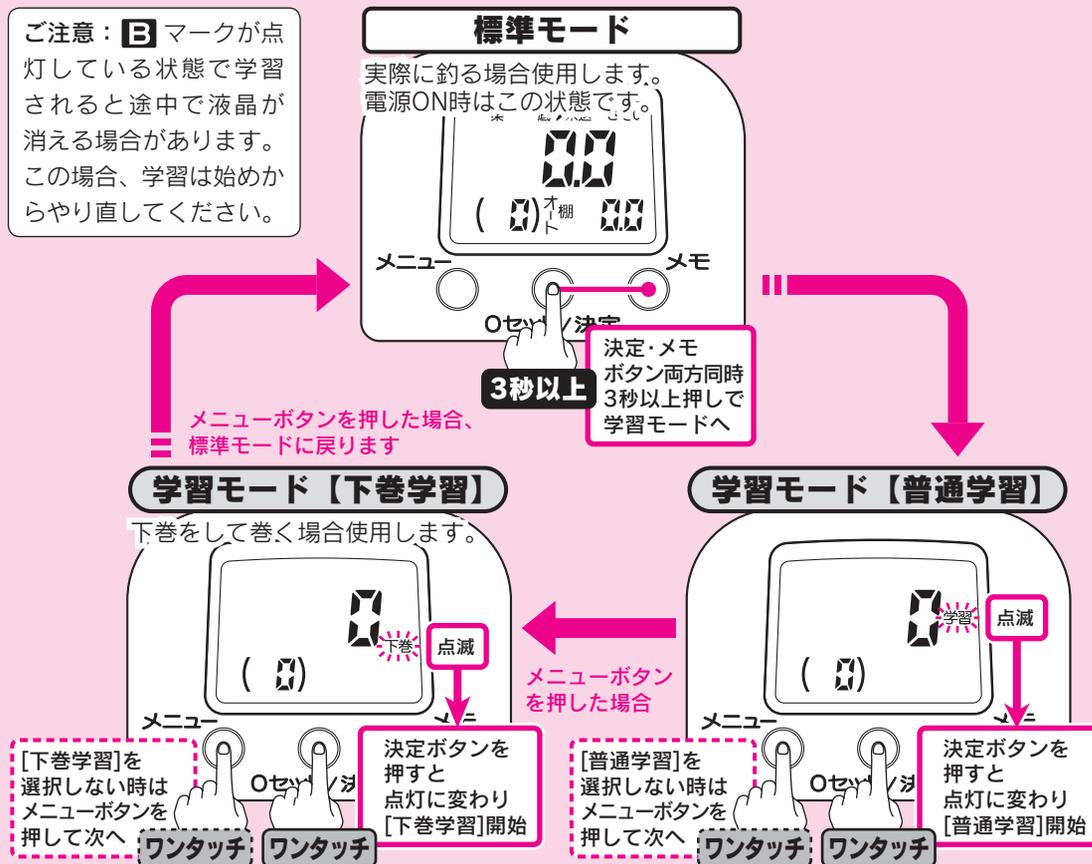 ご注意：B マークが点
灯している状態で学習
されると途中で液晶が
消える場合があります。
この場合、学習は始めか
らやり直してください。
標準モード
実際に釣る場合使用します。
電源ON時はこの状態です。
0.0
( 0) オート 棚 0.0
メニュー
メモ
0セット/決定
3秒以上
決定・メモ
ボタン両方同時
3秒以上押しで
学習モードへ
メニューボタンを押した場合、
標準モードに戻ります
学習モード【下巻学習】
下巻をして巻く場合使用します。
0 下巻
点滅
( 0)
メニュー
[下巻学習]を
選択しない時は
メニューボタンを
押して次へ
ワンタッチ
ワンタッチ
決定ボタンを
押すと
点灯に変わり
[下巻学習]開始
メニューボタン
を押した場合
学習モード【普通学習】
0 学習
点滅
( 0)
メニュー
[普通学習]を
選択しない時は
メニューボタンを
押して次へ
ワンタッチ
ワンタッチ
決定ボタンを
押すと
点灯に変わり
[普通学習]開始